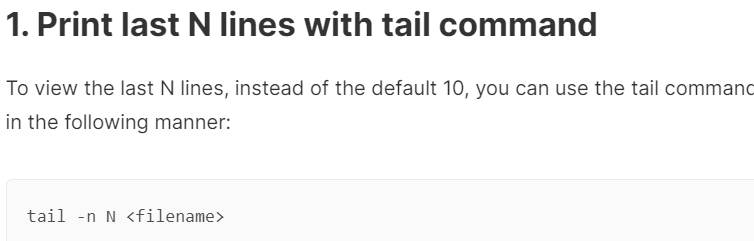 1. Print last N lines with tail command
To view the last N lines, instead of the default 10, you can use the tail command
in the following manner:
tail -n N <filename>